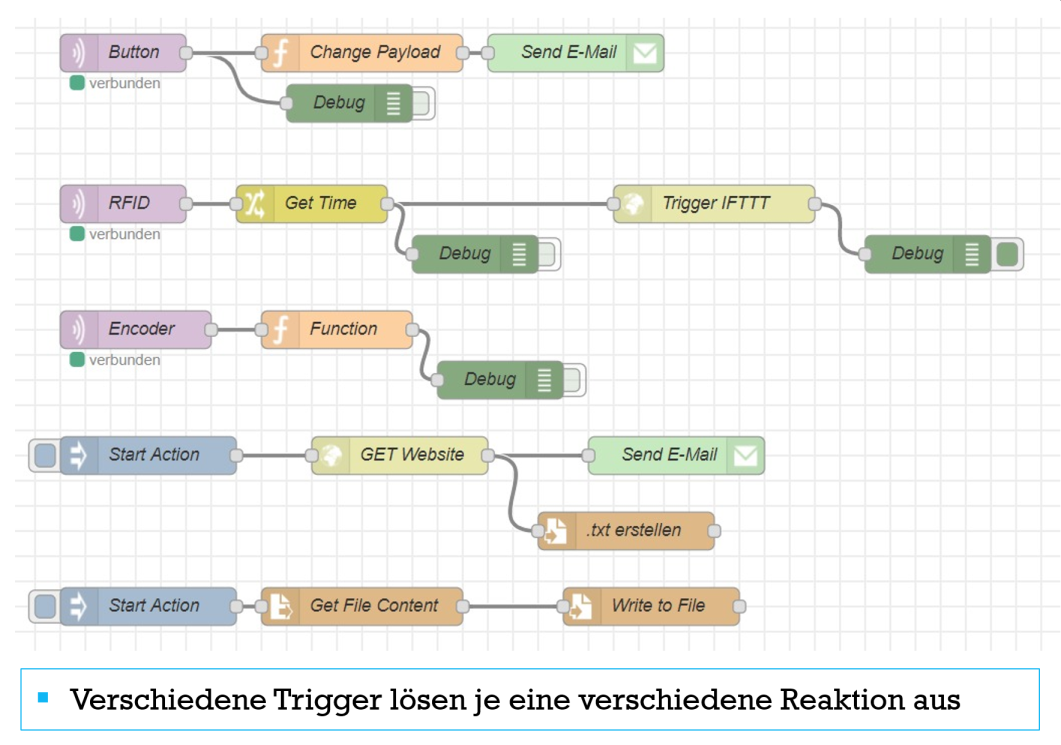 Button
Change Payload
Send E-Mail
verbunden
Debug
RFID
Get Time
Trigger IFTTT
verbunden
Debug
Debug
Encoder
Function
verbunden
Debug
Start Action
GET Website
Send E-Mail
.txt erstellen
Start Action
Get File Content
Write to File
Verschiedene Trigger lösen je eine verschiedene Reaktion aus